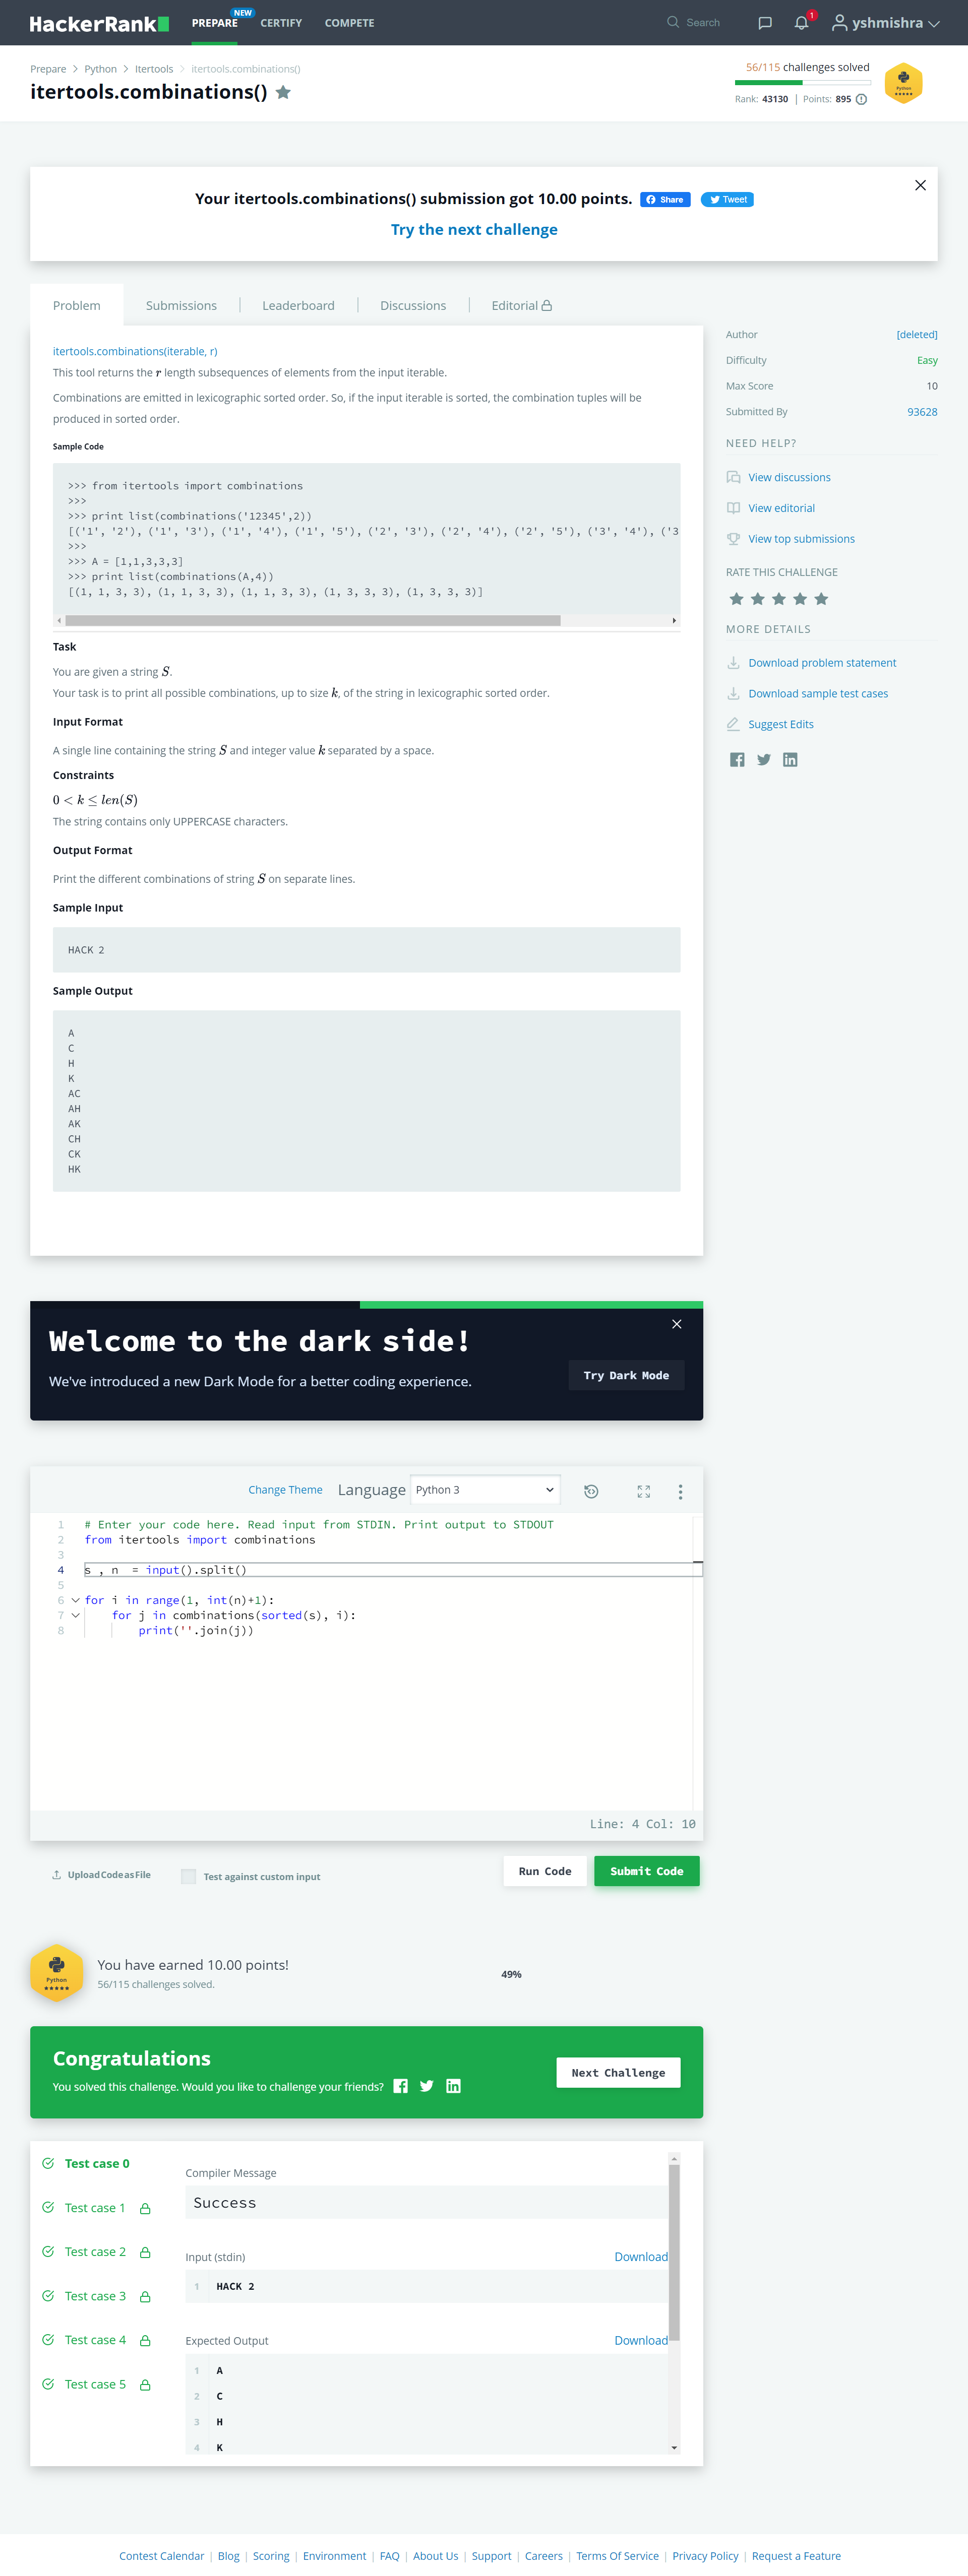 HackerRank
PREPARE NEW CERTIFY COMPETE Search 1 yshmishra
Prepare > Python > Itertools > itertools.combinations()
itertools.combinations()
56/115 challenges solved
Rank: 43130 | Points: 895
Python
Your itertools.combinations() submission got 10.00 points. Share Tweet
Try the next challenge
Problem Submissions Leaderboard Discussions Editorial
itertools.combinations(iterable, r)
This tool returns the r length subsequences of elements from the input iterable.
Combinations are emitted in lexicographic sorted order. So, if the input iterable is sorted, the combination tuples will be
produced in sorted order.
Sample Code
>>> from itertools import combinations
>>>
>>> print list(combinations('12345',2))
[('1', '2'), ('1', '3'), ('1', '4'), ('1', '5'), ('2', '3'), ('2', '4'), ('2', '5'), ('3', '4'), ('3
>>>
>>> A = [1,1,3,3,3]
>>> print list(combinations(A,4))
[(1, 1, 3, 3), (1, 1, 3, 3), (1, 1, 3, 3), (1, 3, 3, 3), (1, 3, 3, 3)]
Task
You are given a string S.
Your task is to print all possible combinations, up to size k, of the string in lexicographic sorted order.
Input Format
A single line containing the string S and integer value k separated by a space.
Constraints
0 < k ≤ len(S)
The string contains only UPPERCASE characters.
Output Format
Print the different combinations of string S on separate lines.
Sample Input
HACK 2
Sample Output
A
C
H
K
AC
AH
AK
CH
CK
HK
Author [deleted]
Difficulty Easy
Max Score 10
Submitted By 93628
NEED HELP?
View discussions
View editorial
View top submissions
RATE THIS CHALLENGE
MORE DETAILS
Download problem statement
Download sample test cases
Suggest Edits
Welcome to the dark side!
We've introduced a new Dark Mode for a better coding experience.
Try Dark Mode
Change Theme Language Python 3
1 # Enter your code here. Read input from STDIN. Print output to STDOUT
2 from itertools import combinations
3
4 s , n  = input().split()
5
6 for i in range(1, int(n)+1):
7     for j in combinations(sorted(s), i):
8         print(''.join(j))
Line: 4 Col: 10
Upload Code as File Test against custom input Run Code Submit Code
Python
You have earned 10.00 points!
56/115 challenges solved.
49%
Congratulations
You solved this challenge. Would you like to challenge your friends?
Next Challenge
Test case 0
Test case 1
Test case 2
Test case 3
Test case 4
Test case 5
Compiler Message
Success
Input (stdin) Download
1 HACK 2
Expected Output Download
1 A
2 C
3 H
4 K
Contest Calendar | Blog | Scoring | Environment | FAQ | About Us | Support | Careers | Terms Of Service | Privacy Policy | Request a Feature